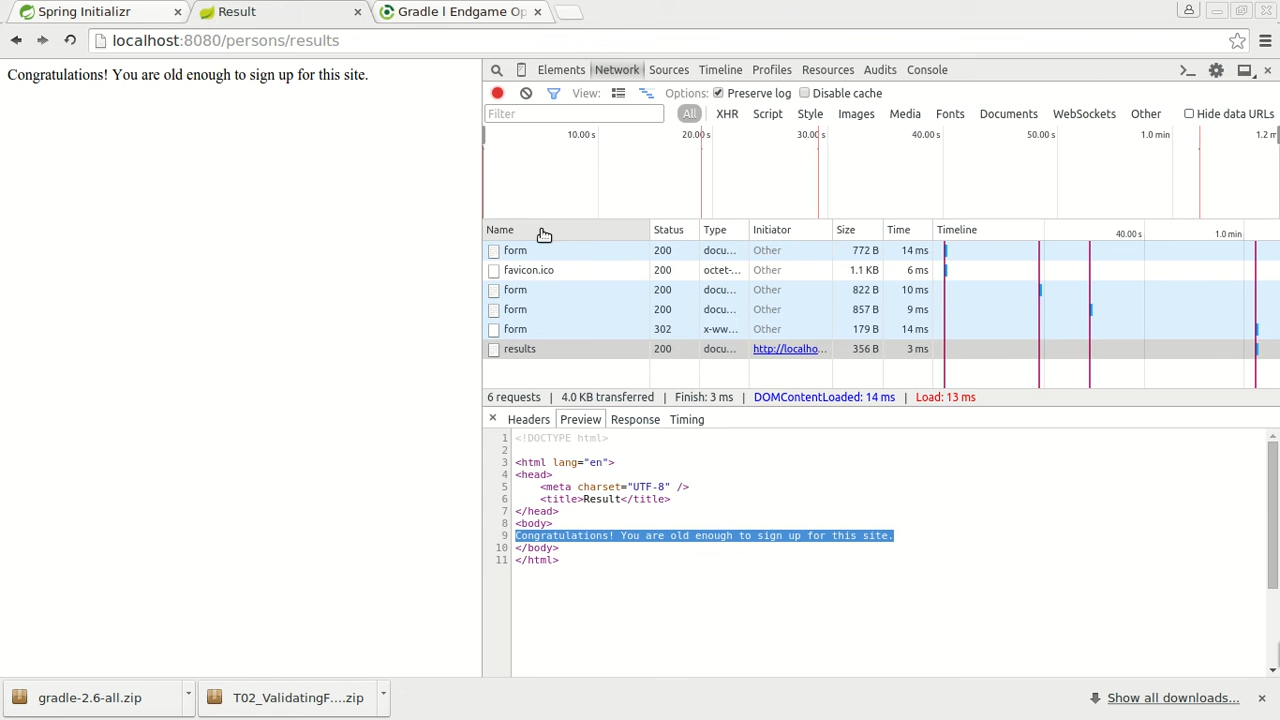 Spring Initializr
Result
Gradle | Endgame Op
localhost:8080/persons/results
Congratulations! You are old enough to sign up for this site.
Elements Network Sources Timeline Profiles Resources Audits Console
View: Options: Preserve log Disable cache
Filter All XHR Script Style Images Media Fonts Documents WebSockets Other Hide data URLs
10.00 s 20.00 s 30.00 s 40.00 s 50.00 s 1.0 min 1.2 m
Name Status Type Initiator Size Time Timeline 40.00 s 1.0 min
form 200 docu... Other 772 B 14 ms
favicon.ico 200 octet-... Other 1.1 KB 6 ms
form 200 docu... Other 822 B 10 ms
form 200 docu... Other 857 B 9 ms
form 302 x-ww... Other 179 B 14 ms
results 200 docu... http://localho... 356 B 3 ms
6 requests | 4.0 KB transferred | Finish: 3 ms | DOMContentLoaded: 14 ms | Load: 13 ms
× Headers Preview Response Timing
1 <!DOCTYPE html>
2
3 <html lang="en">
4 <head>
5 <meta charset="UTF-8" />
6 <title>Result</title>
7 </head>
8 <body>
9 Congratulations! You are old enough to sign up for this site.
10 </body>
11 </html>
gradle-2.6-all.zip
T02_ValidatingF....zip
Show all downloads...